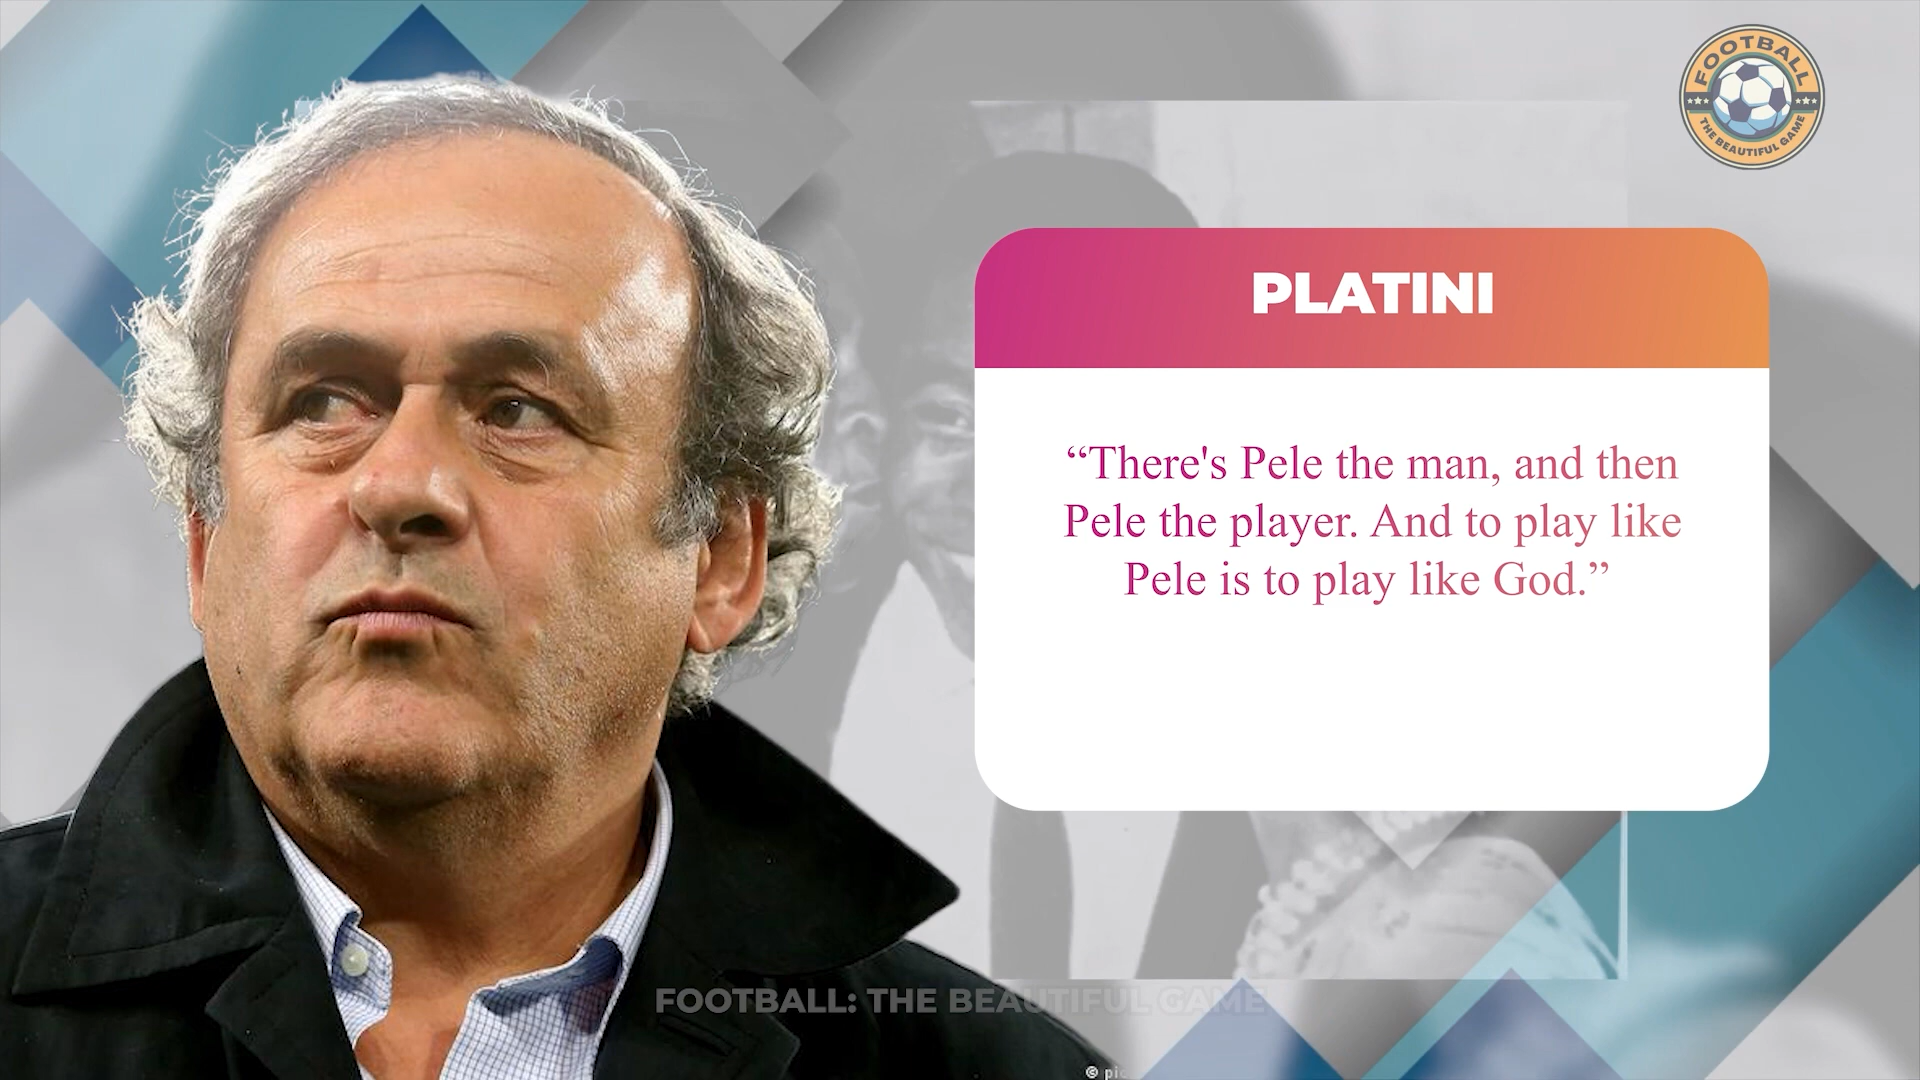 FOOTBALL
THE BEAUTIFUL GAME
PLATINI
“There's Pele the man, and then
Pele the player. And to play like
Pele is to play like God.”
FOOTBALL: THE BEAUTIFUL GAME
©